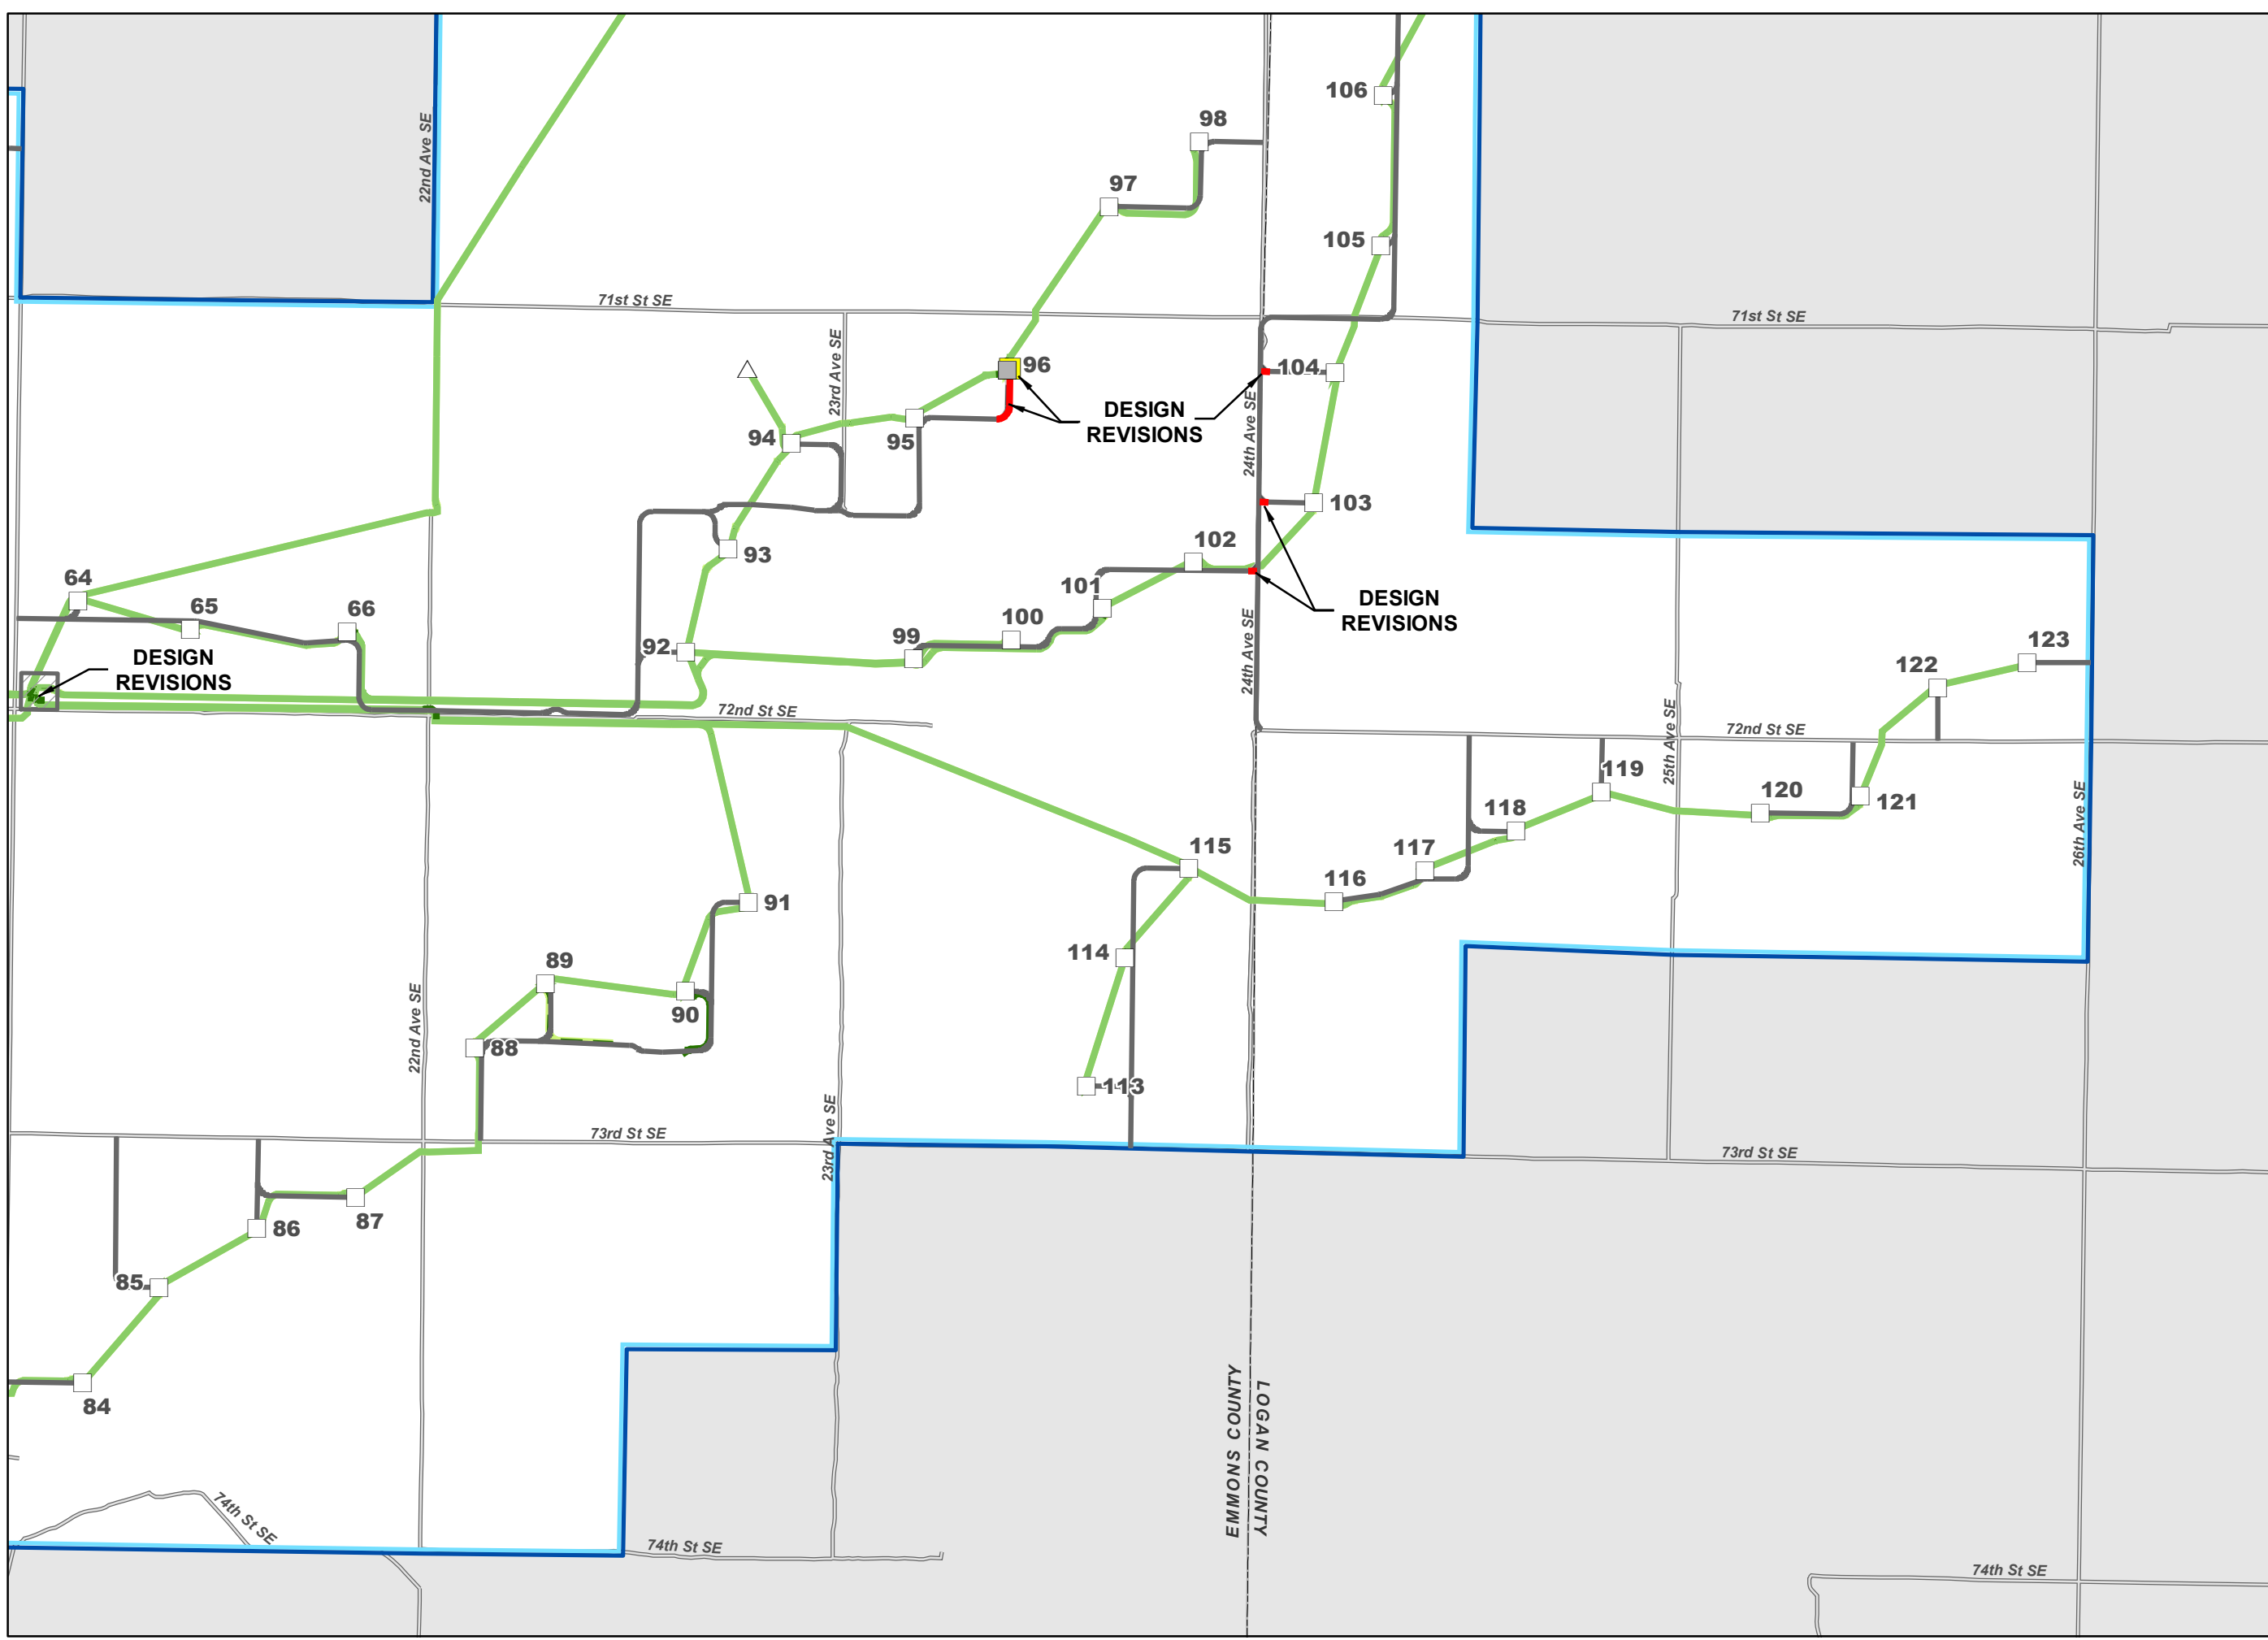 22nd Ave SE
106
98
97
105
71st St SE
71st St SE
23rd Ave SE
96
104
DESIGN
REVISIONS
94
95
24th Ave SE
103
93
102
64
101
65
66
100
DESIGN
REVISIONS
92
99
DESIGN
REVISIONS
24th Ave SE
122
123
72nd St SE
72nd St SE
25th Ave SE
119
120
118
121
26th Ave SE
115
117
116
91
114
89
90
22nd Ave SE
88
113
73rd St SE
23rd Ave SE
73rd St SE
87
86
85
84
EMMONS COUNTY
LOGAN COUNTY
74th St SE
74th St SE
74th St SE